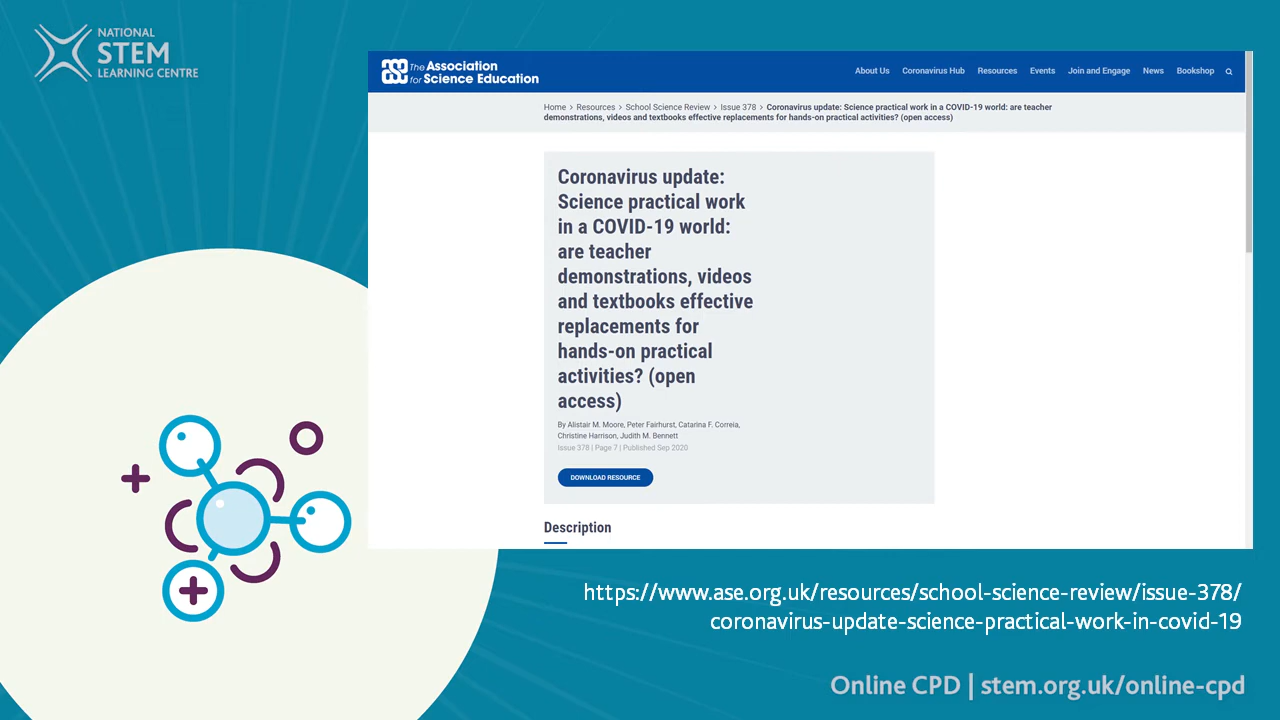 NATIONAL
STEM
LEARNING CENTRE
The Association
for Science Education
About Us Coronavirus Hub Resources Events Join and Engage News Bookshop
Home > Resources > School Science Review > Issue 378 > Coronavirus update: Science practical work in a COVID-19 world: are teacher
demonstrations, videos and textbooks effective replacements for hands-on practical activities? (open access)
Coronavirus update:
Science practical work
in a COVID-19 world:
are teacher
demonstrations, videos
and textbooks effective
replacements for
hands-on practical
activities? (open
access)
By Alistair M. Moore, Peter Fairhurst, Catarina F. Correia,
Christine Harrison, Judith M. Bennett
Issue 378 | Page 7 | Published Sep 2020
DOWNLOAD RESOURCE
Description
https://www.ase.org.uk/resources/school-science-review/issue-378/
coronavirus-update-science-practical-work-in-covid-19
Online CPD | stem.org.uk/online-cpd